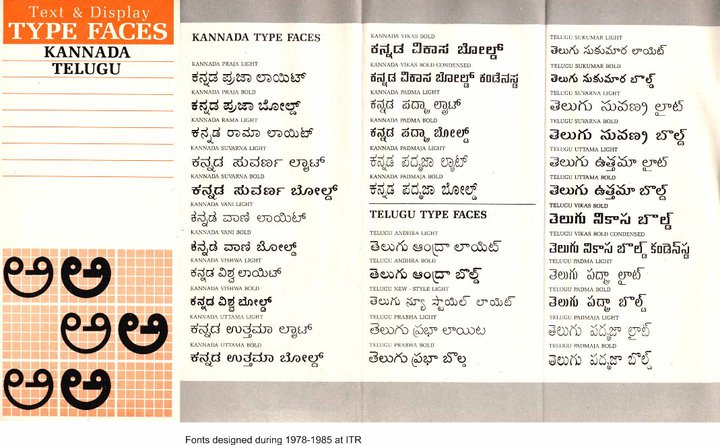 Text & Display
TYPE FACES
KANNADA
TELUGU
ಅ ಅ
ಅ ಅ
ಅ ಅ
KANNADA TYPE FACES
KANNADA PRAJA LIGHT
ಕನ್ನಡ ಪ್ರಜಾ ಲಾಯಿಟ್
KANNADA PRAJA BOLD
ಕನ್ನಡ ಪ್ರಜಾ ಬೋಲ್ಡ್
KANNADA RAMA LIGHT
ಕನ್ನಡ ರಾಮಾ ಲಾಯಿಟ್
KANNADA SUVARNA LIGHT
ಕನ್ನಡ ಸುವರ್ಣ ಲ್ಯಾಟ್
KANNADA SUVARNA BOLD
ಕನ್ನಡ ಸುವರ್ಣ ಬೋಲ್ಡ್
KANNADA VANI LIGHT
ಕನ್ನಡ ವಾಣಿ ಲಾಯಿಟ್
KANNADA VANI BOLD
ಕನ್ನಡ ವಾಣಿ ಬೋಲ್ಡ್
KANNADA VISHWA LIGHT
ಕನ್ನಡ ವಿಶ್ವ ಲಾಯಿಟ್
KANNADA VISHWA BOLD
ಕನ್ನಡ ವಿಶ್ವ ಬೋಲ್ಡ್
KANNADA UTTAMA LIGHT
ಕನ್ನಡ ಉತ್ತಮಾ ಲ್ಯಾಟ್
KANNADA UTTAMA BOLD
ಕನ್ನಡ ಉತ್ತಮಾ ಬೋಲ್ಡ್
KANNADA VIKAS BOLD
ಕನ್ನಡ ವಿಕಾಸ ಬೋಲ್ಡ್
KANNADA VIKAS BOLD CONDENSED
ಕನ್ನಡ ವಿಕಾಸ ಬೋಲ್ಡ್ ಕಂಡೆನಸ್ಡ
KANNADA PADMA LIGHT
ಕನ್ನಡ ಪದ್ಮಾ ಲ್ಯಾಟ್
KANNADA PADMA BOLD
ಕನ್ನಡ ಪದ್ಮಾ ಬೋಲ್ಟ್
KANNADA PADMAJA LIGHT
ಕನ್ನಡ ಪದ್ಮಜಾ ಲ್ಯಾಟ್
KANNADA PADMAJA BOLD
ಕನ್ನಡ ಪದ್ಮಜಾ ಬೋಲ್ಡ್
TELUGU TYPE FACES
TELUGU ANDHRA LIGHT
తెలుగు ఆంధ్రా లాయిట్
TELUGU ANDHRA BOLD
తెలుగు ఆంధ్రా బోల్డ్
TELUGU NEW - STYLE LIGHT
తెలుగు న్యూ స్టాయిల్ లాయిట్
TELUGU PRABHA LIGHT
తెలుగు ప్రభా లాయిట
TELUGU PRABHA BOLD
తెలుగు ప్రభా బొల్డ
TELUGU SUKUMAR LIGHT
తెలుగు సుకుమార లాయిట్
TELUGU SUKUMAR BOLD
తెలుగు సుకుమార బొల్డ్
TELUGU SUVARNA LIGHT
తెలుగు సువర్ణ లైాట్
TELUGU SUVARNA BOLD
తెలుగు సువర్ణ బొల్డ్
TELUGU UTTAMA LIGHT
తెలుగు ఉత్తమా లైాట్
TELUGU UTTAMA BOLD
తెలుగు ఉత్తమా బొల్డ్
TELUGU VIKAS BOLD
తెలుగు వికాస బొల్డ్
TELUGU VIKAS BOLD CONDENSED
తెలుగు వికాస బొల్డ్ కండెన్‌స్డ
TELUGU PADMA LIGHT
తెలుగు పద్మా లైాట్
TELUGU PADMA BOLD
తెలుగు పద్మా బొల్ట్
TELUGU PADMAJA LIGHT
తెలుగు పద్మజా లైాట్
TELUGU PADMAJA BOLD
తెలుగు పద్మజా బొల్డ్
Fonts designed during 1978-1985 at ITR